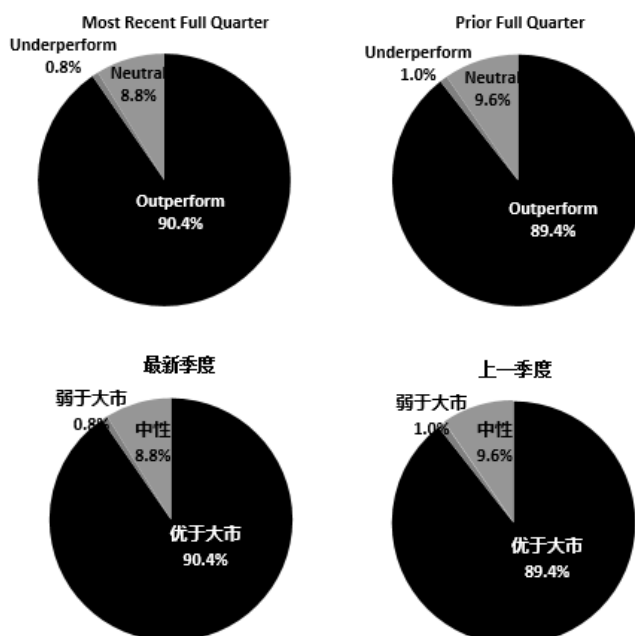 Most Recent Full Quarter
Underperform
0.8%
Neutral
8.8%
Outperform
90.4%
Prior Full Quarter
Underperform
1.0%
Neutral
9.6%
Outperform
89.4%
最新季度
弱于大市
0.8%
中性
8.8%
优于大市
90.4%
上一季度
弱于大市
1.0%
中性
9.6%
优于大市
89.4%